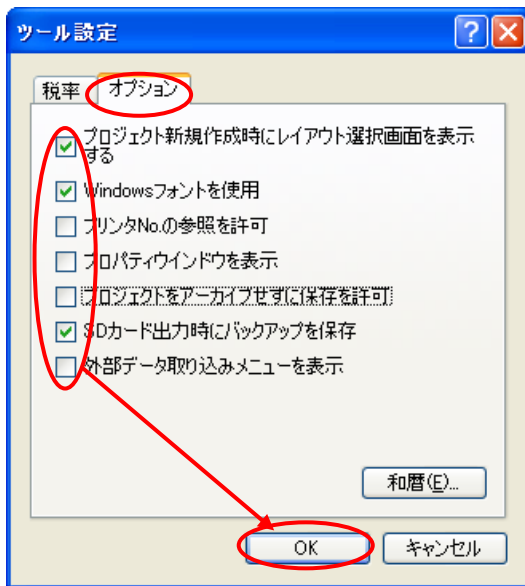 ツール設定
税率
オプション
プロジェクト新規作成時にレイアウト選択画面を表示
する
Windowsフォントを使用
プリンタNo.の参照を許可
プロパティウインドウを表示
プロジェクトをアーカイブせずに保存を許可
SDカード出力時にバックアップを保存
外部データ取り込みメニューを表示
和暦(E)...
OK
キャンセル